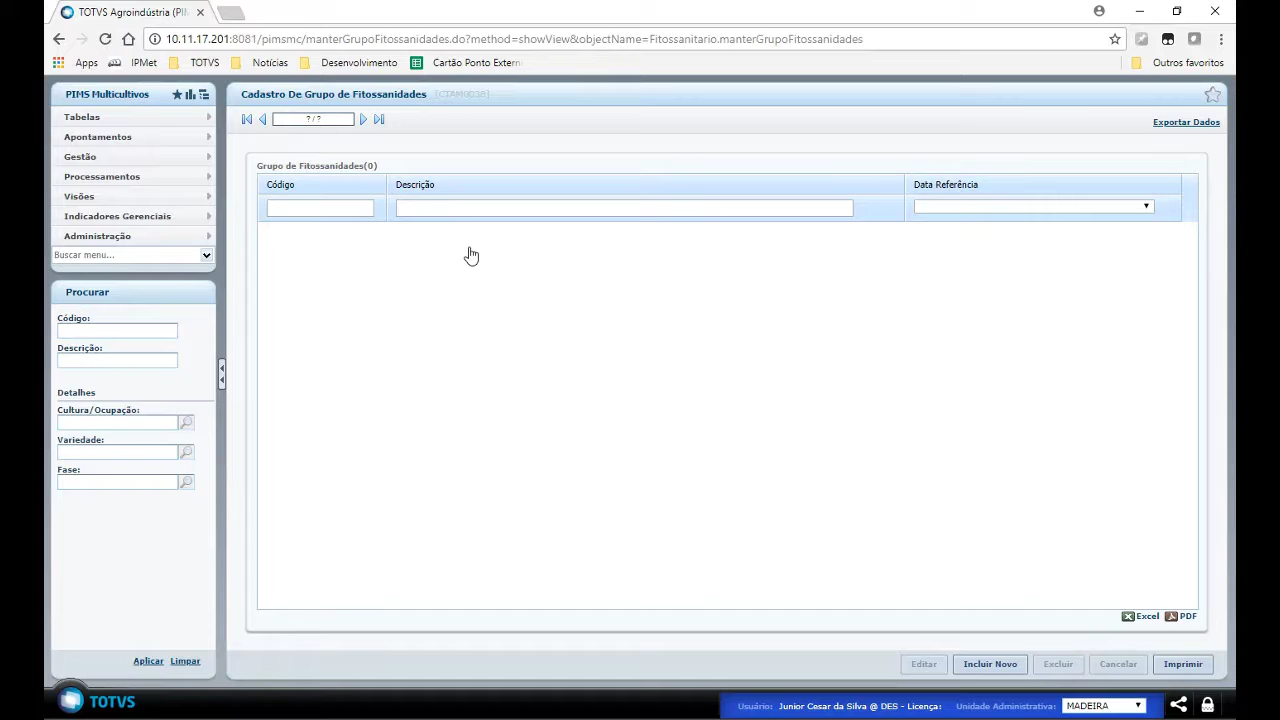 TOTVS Agroindústria (PIM
10.11.17.201:8081/pimsmc/manterGrupoFitossanidades.do?method=showView&objectName=Fitossanitario.manterGrupoFitossanidades
Apps IPMet TOTVS Notícias Desenvolvimento Cartão Ponto Extern Outros favoritos
PIMS Multicultivos
Tabelas
Apontamentos
Gestão
Processamentos
Visões
Indicadores Gerenciais
Administração
Buscar menu...
Procurar
Código:
Descrição:
Detalhes
Cultura/Ocupação:
Variedade:
Fase:
Aplicar Limpar
Cadastro De Grupo de Fitossanidades
? / ?
Exportar Dados
Grupo de Fitossanidades(0)
Código Descrição Data Referência
Excel PDF
Editar Incluir Novo Excluir Cancelar Imprimir
TOTVS
Usuário: Junior Cesar da Silva @ DES - Licença: Unidade Administrativa: MADEIRA